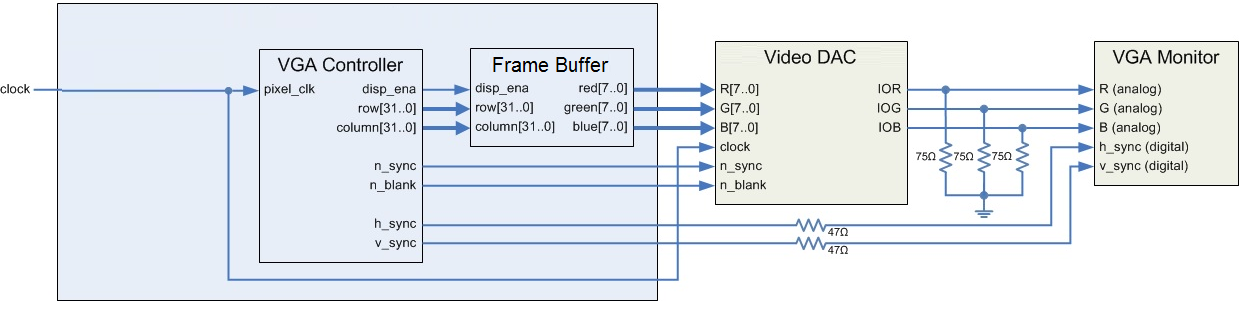 VGA Controller
Frame Buffer
Video DAC
VGA Monitor
clock
pixel_clk
disp_ena
row[31..0]
column[31..0]
n_sync
n_blank
h_sync
v_sync
disp_ena
row[31..0]
column[31..0]
red[7..0]
green[7..0]
blue[7..0]
R[7..0]
G[7..0]
B[7..0]
clock
n_sync
n_blank
IOR
IOG
IOB
75Ω
75Ω
75Ω
47Ω
47Ω
R (analog)
G (analog)
B (analog)
h_sync (digital)
v_sync (digital)